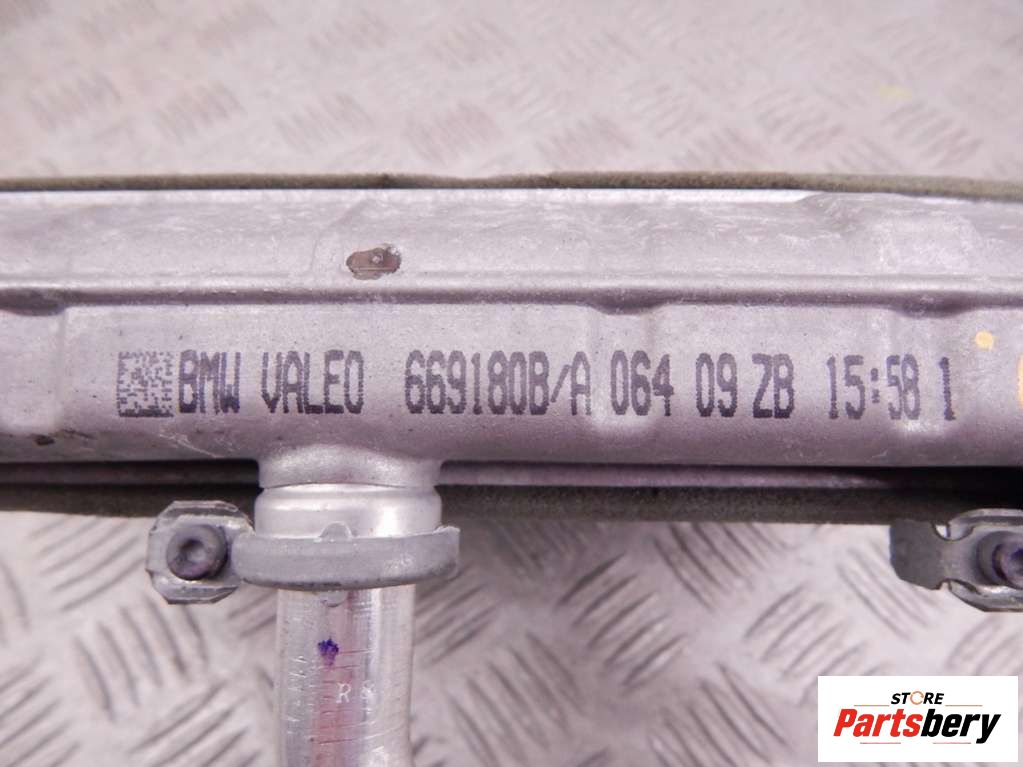 BMW VALEO 669180B/A 064 09 ZB 15:58 1
R
STORE
Partsbery